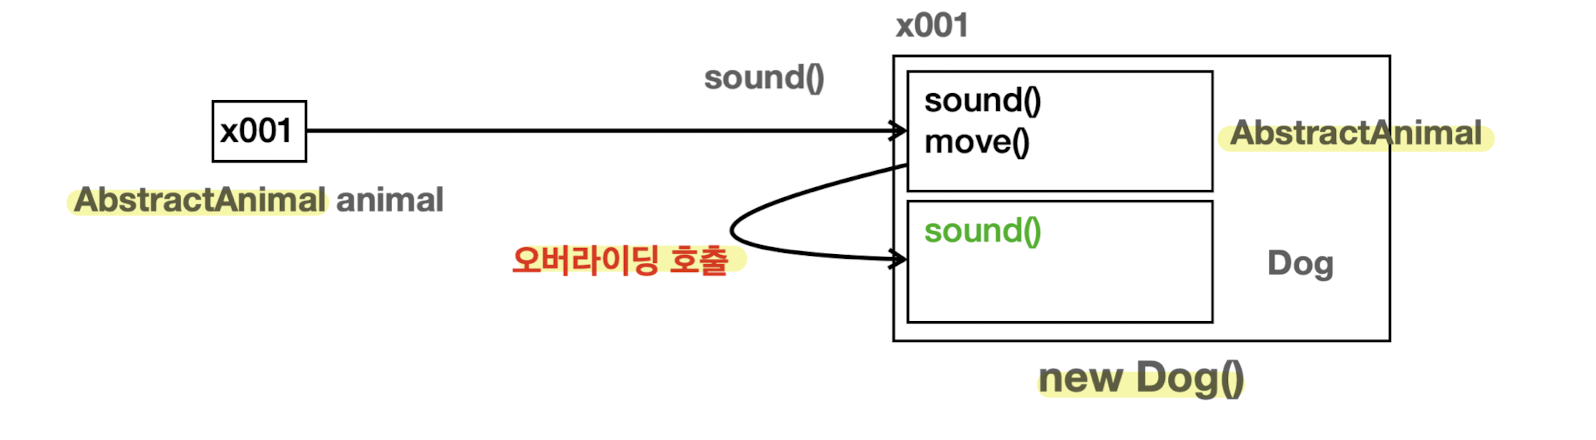 x001
sound()
sound()
move()
x001
AbstractAnimal
AbstractAnimal animal
sound()
오버라이딩 호출
Dog
new Dog()